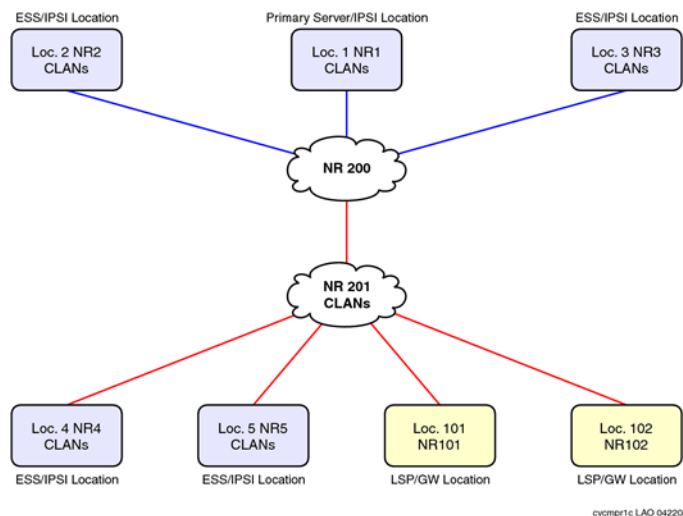 ESS/IPSI Location
Primary Server/IPSI Location
ESS/IPSI Location
Loc. 2 NR2
CLANs
Loc. 1 NR1
CLANs
Loc. 3 NR3
CLANs
NR 200
NR 201
CLANs
Loc. 4 NR4
CLANs
Loc. 5 NR5
CLANs
Loc. 101
NR101
Loc. 102
NR102
ESS/IPSI Location
ESS/IPSI Location
LSP/GW Location
LSP/GW Location
cycmpr1c LAO 04220